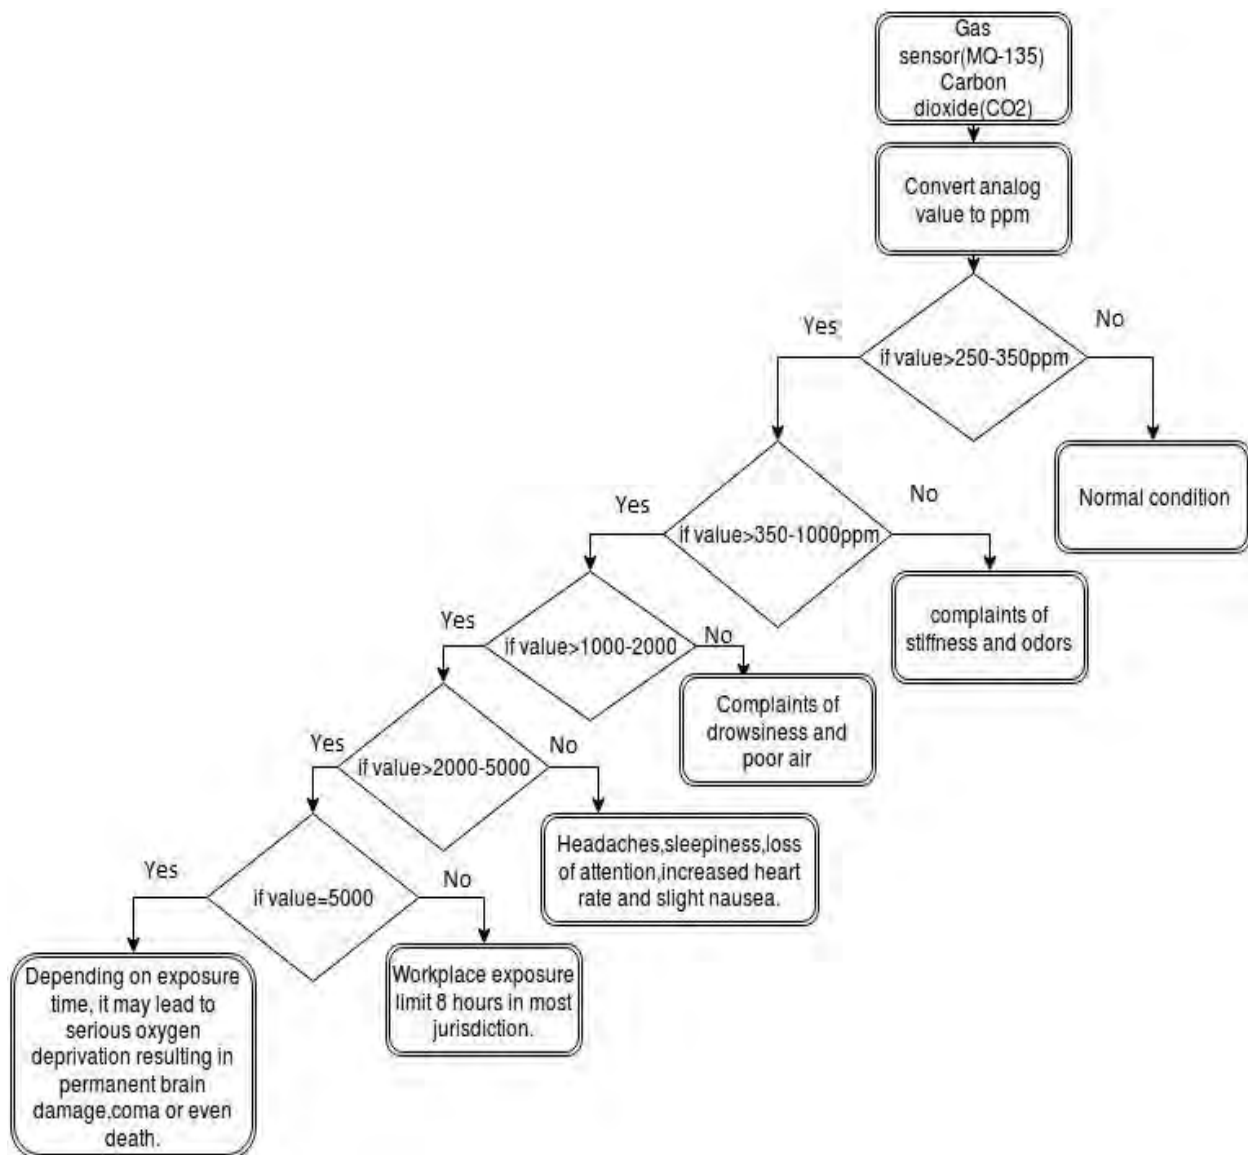 Gas
sensor(MQ-135)
Carbon
dioxide(CO2)
Convert analog
value to ppm
Yes
No
if value>250-350ppm
Normal condition
Yes
No
if value>350-1000ppm
complaints of
stiffness and odors
Yes
No
if value>1000-2000
Complaints of
drowsiness and
poor air
Yes
No
if value>2000-5000
Headaches,sleepiness,loss
of attention,increased heart
rate and slight nausea.
Yes
No
if value=5000
Workplace exposure
limit 8 hours in most
jurisdiction.
Depending on exposure
time, it may lead to
serious oxygen
deprivation resulting in
permanent brain
damage,coma or even
death.